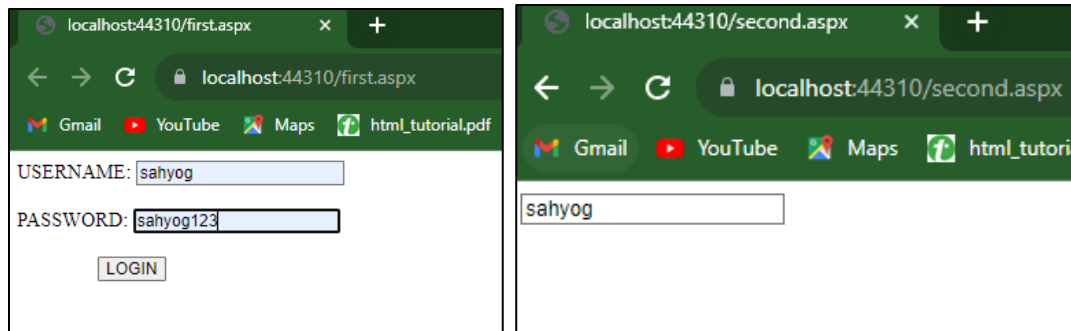 localhost:44310/first.aspx
localhost:44310/first.aspx
Gmail YouTube Maps html_tutorial.pdf
USERNAME: sahyog
PASSWORD: sahyog123
LOGIN
localhost:44310/second.aspx
localhost:44310/second.aspx
Gmail YouTube Maps html_tutori
sahyog